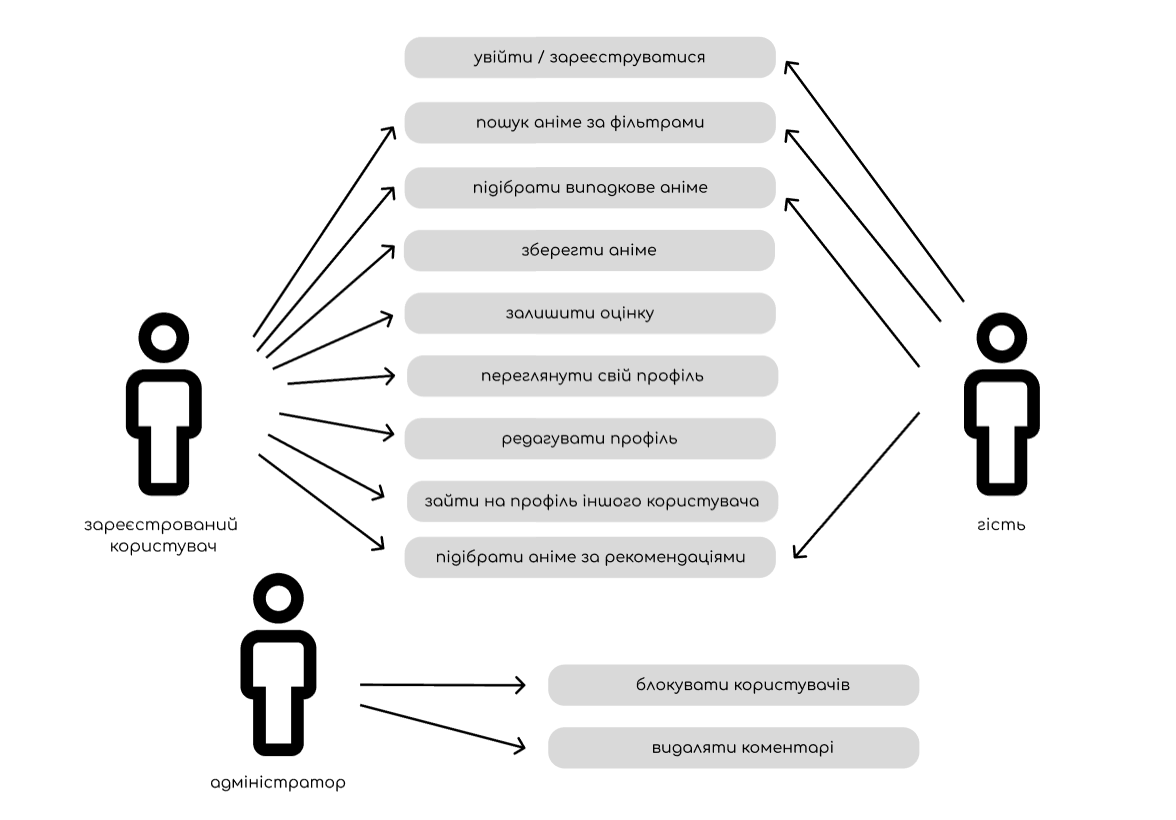 увійти / зареєструватися
пошук аніме за фільтрами
підібрати випадкове аніме
зберегти аніме
залишити оцінку
переглянути свій профіль
редагувати профіль
зайти на профіль іншого користувача
підібрати аніме за рекомендаціями
зареєстрований
користувач
гість
блокувати користувачів
видаляти коментарі
адміністратор